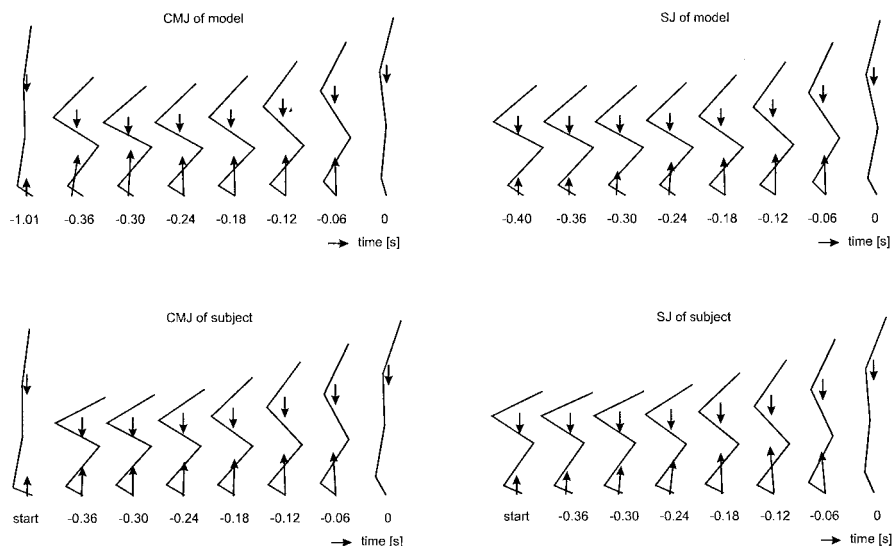 CMJ of model
-1.01 -0.36 -0.30 -0.24 -0.18 -0.12 -0.06 0
time [s]
SJ of model
-0.40 -0.36 -0.30 -0.24 -0.18 -0.12 -0.06 0
time [s]
CMJ of subject
start -0.36 -0.30 -0.24 -0.18 -0.12 -0.06 0
time [s]
SJ of subject
start -0.36 -0.30 -0.24 -0.18 -0.12 -0.06 0
time [s]